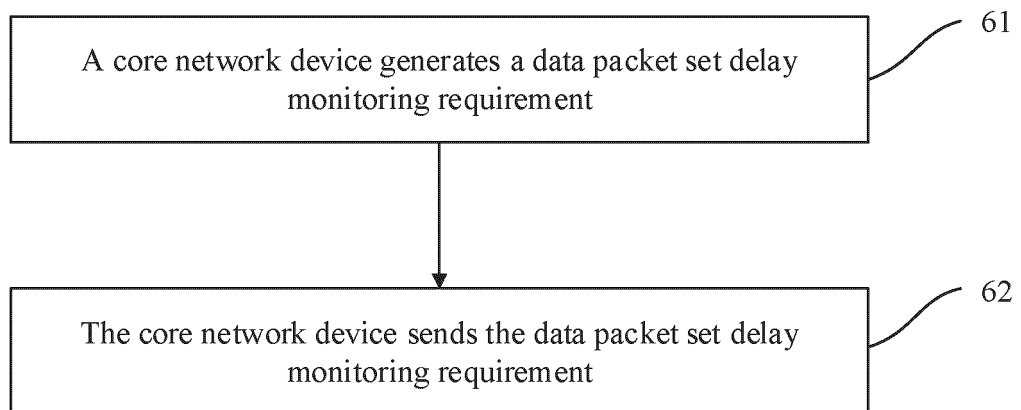 A core network device generates a data packet set delay
monitoring requirement
61
The core network device sends the data packet set delay
monitoring requirement
62